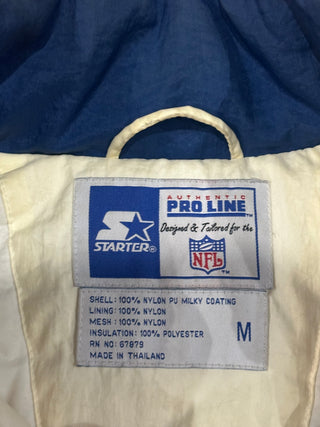 AUTHENTIC
PRO LINE™
Designed & Tailored for the
STARTER®
NFL
SHELL: 100% NYLON PU MILKY COATING
LINING: 100% NYLON
MESH: 100% NYLON
INSULATION: 100% POLYESTER
RN NO: 67879
MADE IN THAILAND
M